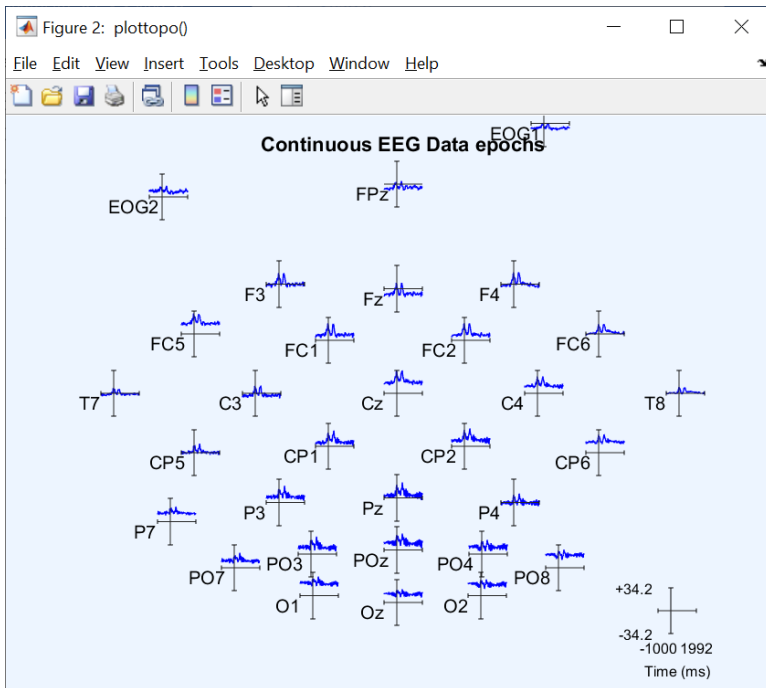 Figure 2: plottopo()
File Edit View Insert Tools Desktop Window Help
EOG1
Continuous EEG Data epochs
EOG2
FPz
F3
Fz
F4
FC5
FC1
FC2
FC6
T7
C3
Cz
C4
T8
CP5
CP1
CP2
CP6
P7
P3
Pz
P4
PO7
PO3
POz
PO4
PO8
O1
Oz
O2
+34.2
-34.2
-1000 1992
Time (ms)